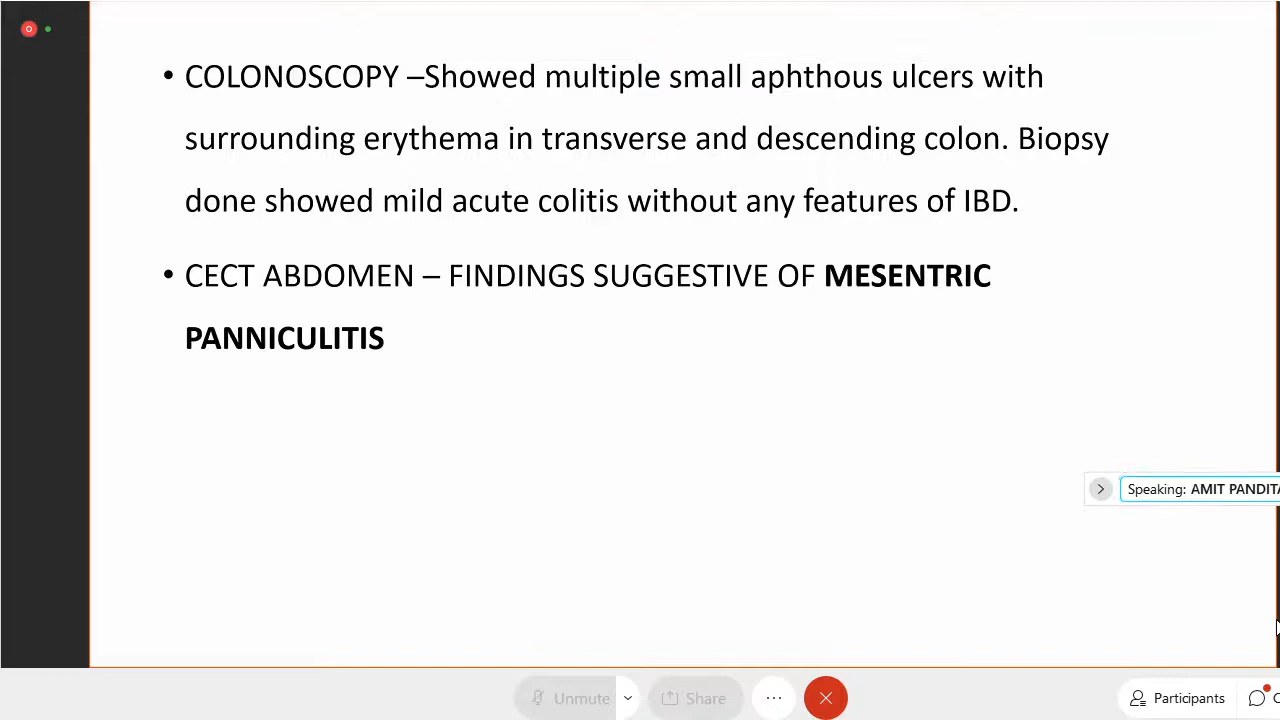 • COLONOSCOPY –Showed multiple small aphthous ulcers with
surrounding erythema in transverse and descending colon. Biopsy
done showed mild acute colitis without any features of IBD.
• CECT ABDOMEN – FINDINGS SUGGESTIVE OF MESENTRIC
PANNICULITIS
Speaking: AMIT PANDITA
Unmute
Share
Participants